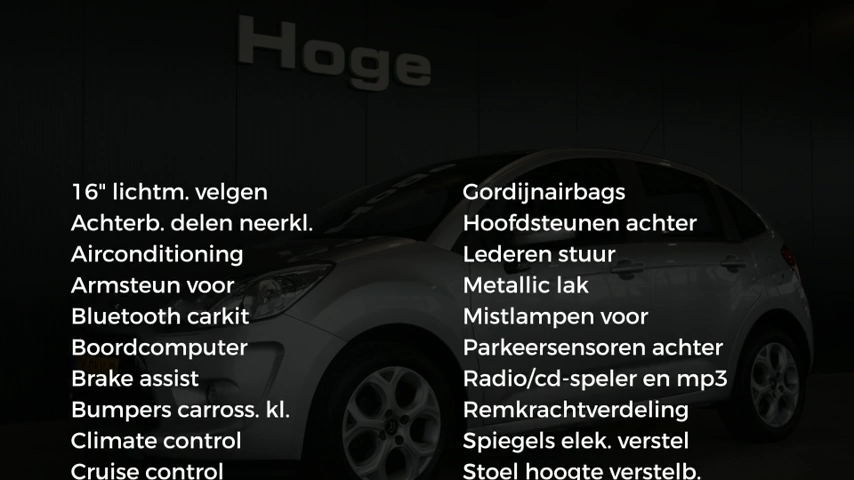 Hoge
16" lichtm. velgen
Achterb. delen neerkl.
Airconditioning
Armsteun voor
Bluetooth carkit
Boordcomputer
Brake assist
Bumpers carross. kl.
Climate control
Cruise control
Gordijnairbags
Hoofdsteunen achter
Lederen stuur
Metallic lak
Mistlampen voor
Parkeersensoren achter
Radio/cd-speler en mp3
Remkrachtverdeling
Spiegels elek. verstel
Stoel hoogte verstelb.